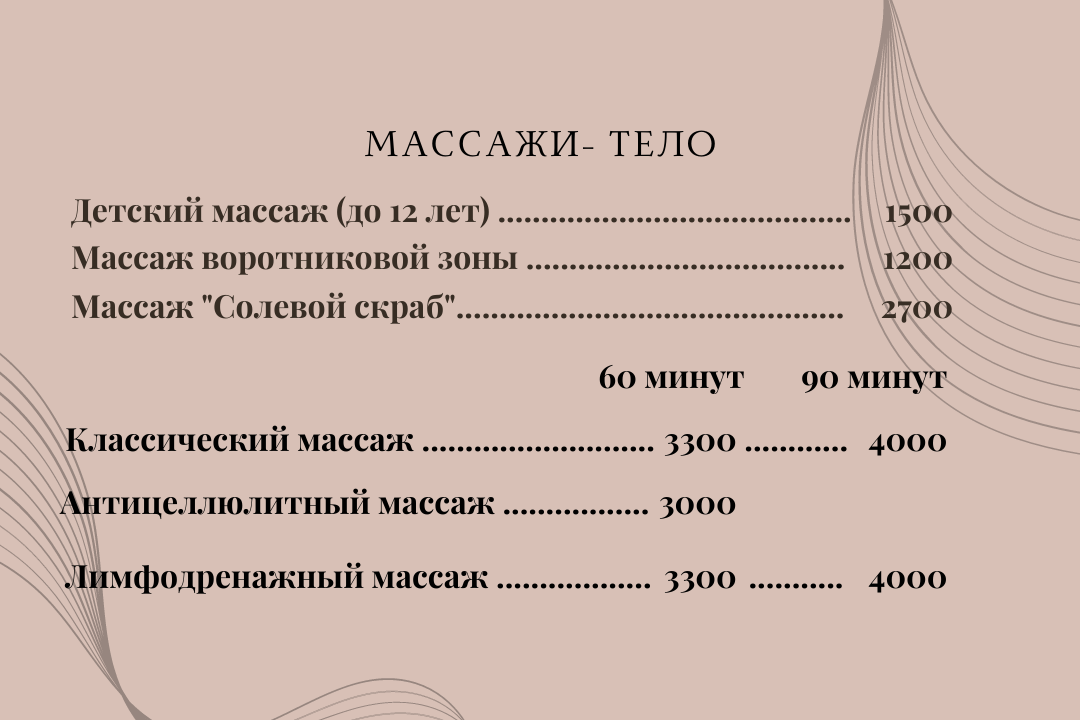 МАССАЖИ- ТЕЛО
Детский массаж (до 12 лет) .......................................... 1500
Массаж воротниковой зоны ...................................... 1200
Массаж "Солевой скраб".............................................. 2700
60 минут 90 минут
Классический массаж ........................... 3300 ............ 4000
Антицеллюлитный массаж ................. 3000
Лимфодренажный массаж .................. 3300 ........... 4000